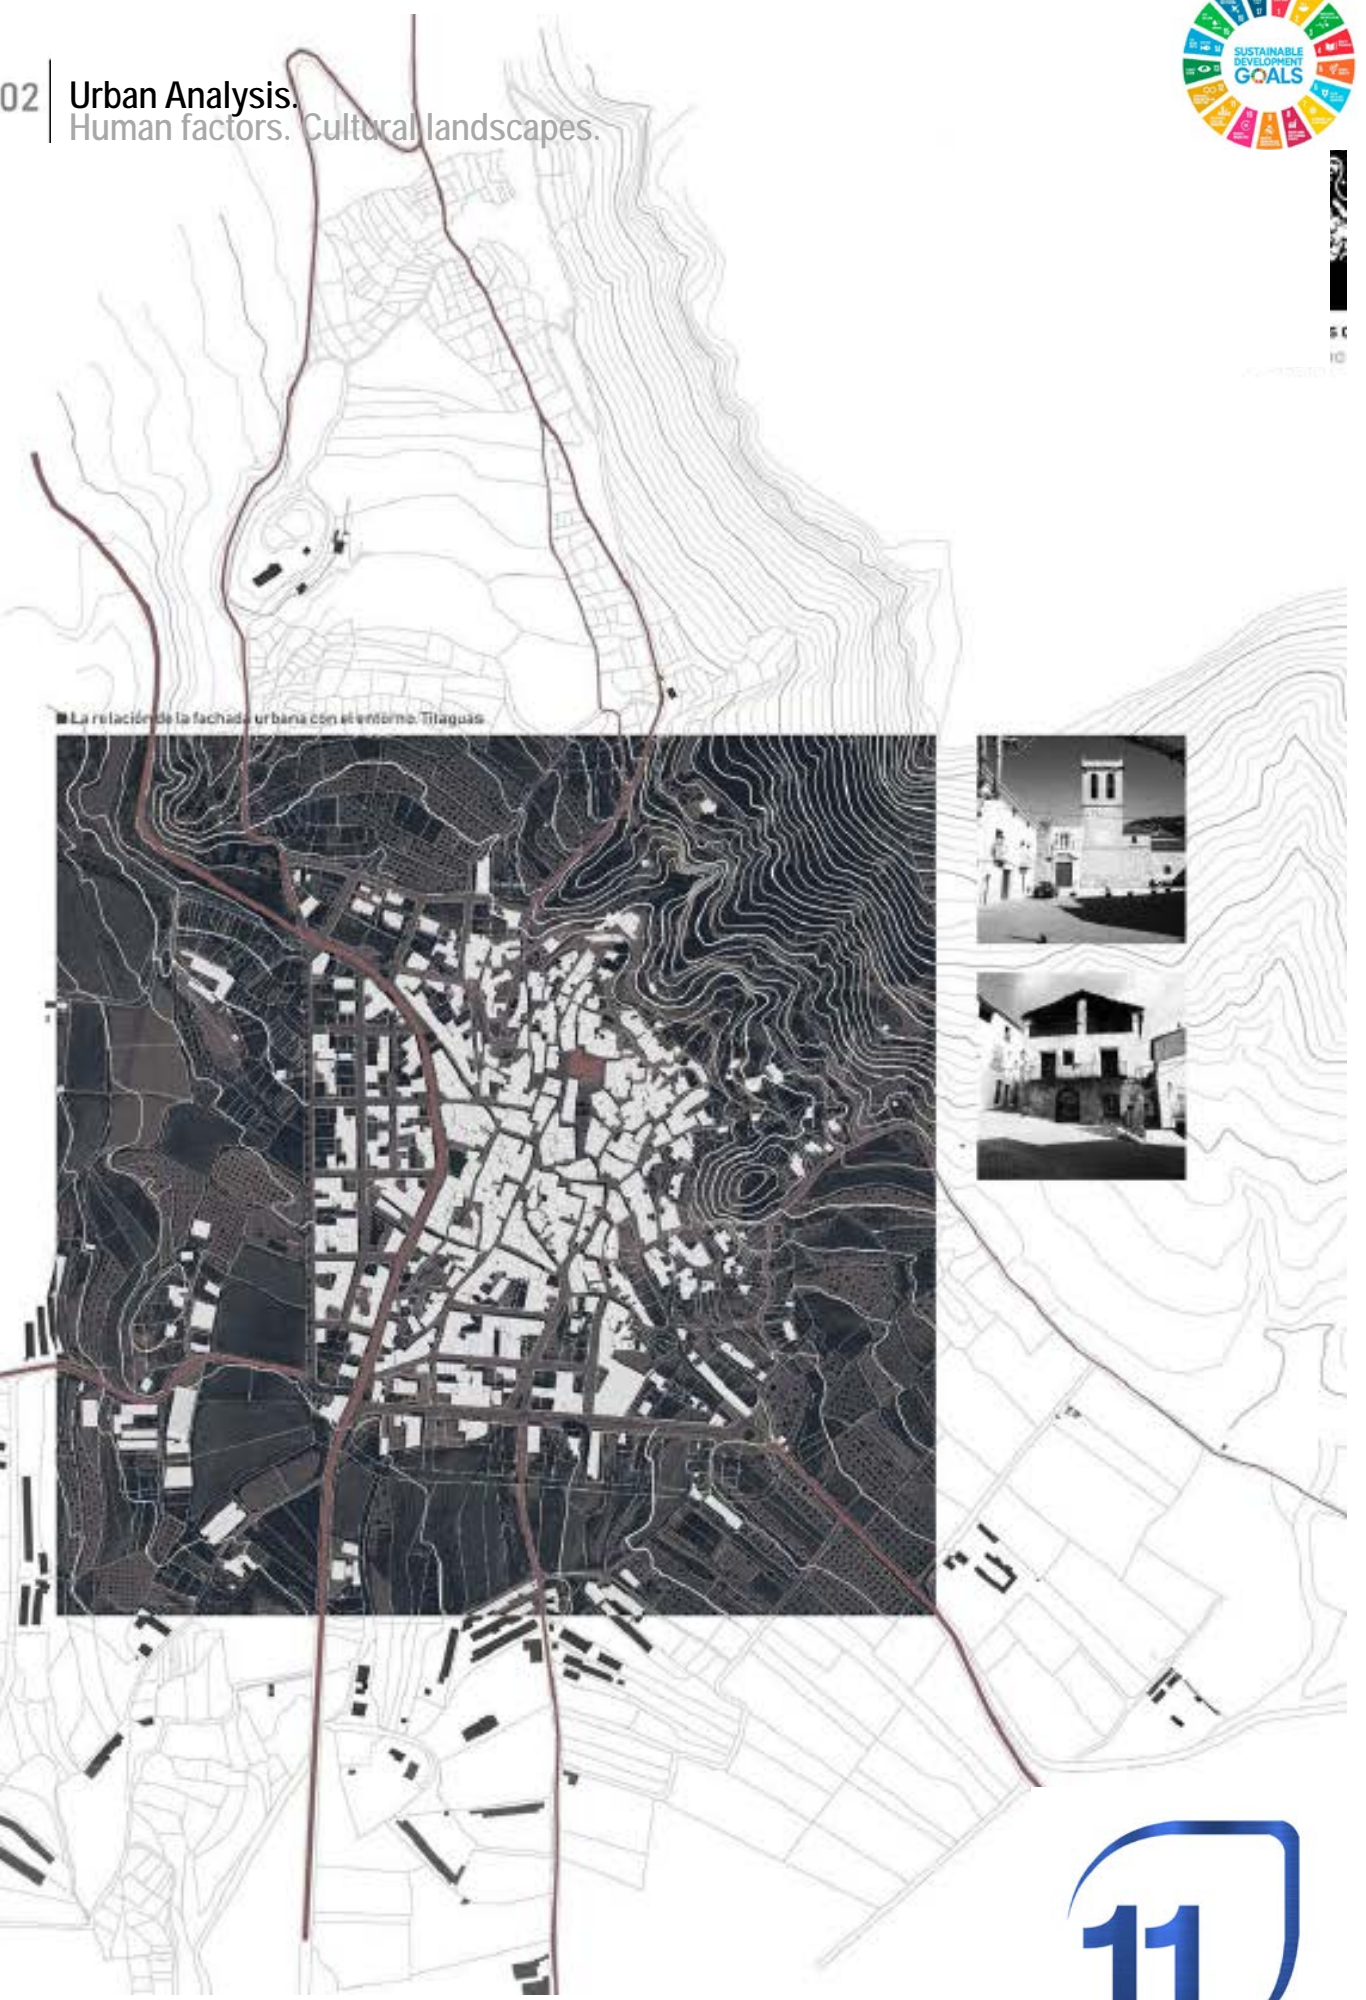 02
Urban Analysis.
Human factors. Cultural landscapes.
SUSTAINABLE
DEVELOPMENT
GOALS
La relación de la fachada urbana con el entorno. Titaguas
11